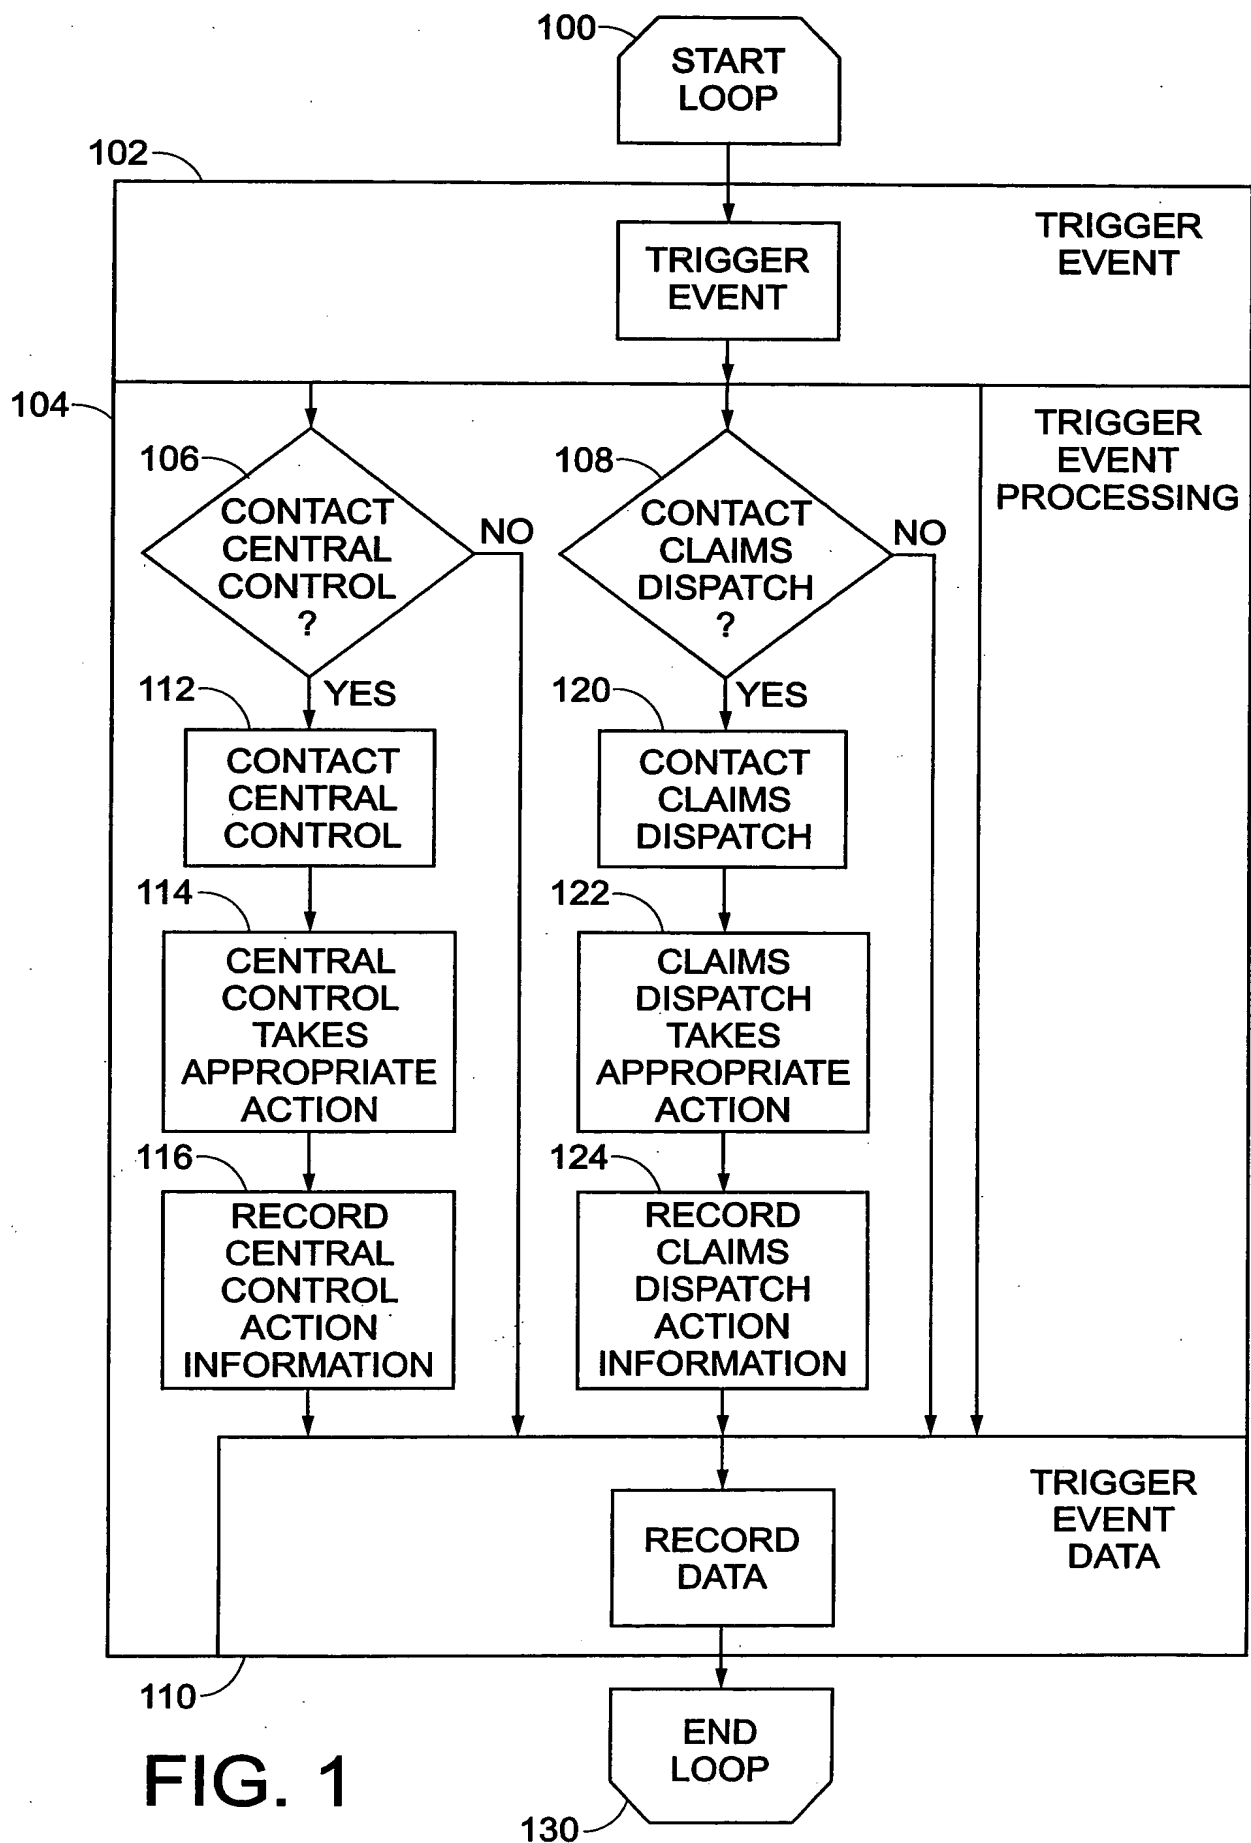 100
START
LOOP
102
TRIGGER
EVENT
TRIGGER
EVENT
104
TRIGGER
EVENT
PROCESSING
106
CONTACT
CENTRAL
CONTROL
?
NO
YES
108
CONTACT
CLAIMS
DISPATCH
?
NO
YES
112
CONTACT
CENTRAL
CONTROL
120
CONTACT
CLAIMS
DISPATCH
114
CENTRAL
CONTROL
TAKES
APPROPRIATE
ACTION
122
CLAIMS
DISPATCH
TAKES
APPROPRIATE
ACTION
116
RECORD
CENTRAL
CONTROL
ACTION
INFORMATION
124
RECORD
CLAIMS
DISPATCH
ACTION
INFORMATION
TRIGGER
EVENT
DATA
RECORD
DATA
110
END
LOOP
130
FIG. 1